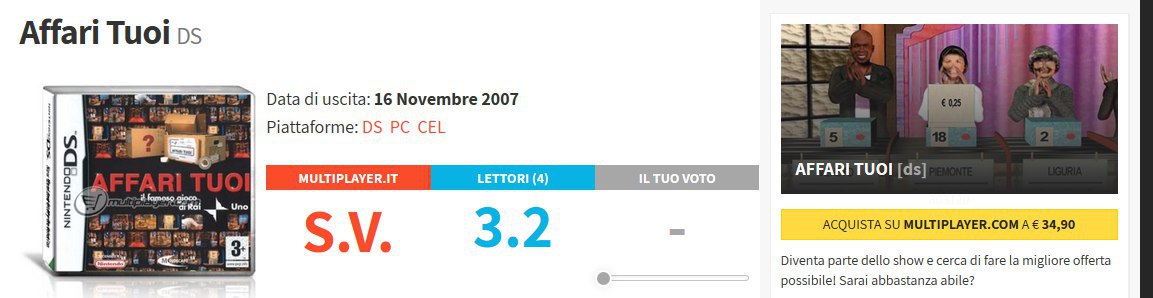 Affari Tuoi DS
Data di uscita: 16 Novembre 2007
Piattaforme: DS PC CEL
MULTIPLAYER.IT
LETTORI (4)
IL TUO VOTO
S.V.
3.2
-
NINTENDO DS
?
AFFARI TUOI
il famoso gioco
di Rai Uno
multiplayer
3+
Nintendo
€ 0,25
5
18
2
PIEMONTE
LIGURIA
AFFARI TUOI [ds]
ACQUISTA SU MULTIPLAYER.COM A € 34,90
Diventa parte dello show e cerca di fare la migliore offerta
possibile! Sarai abbastanza abile?